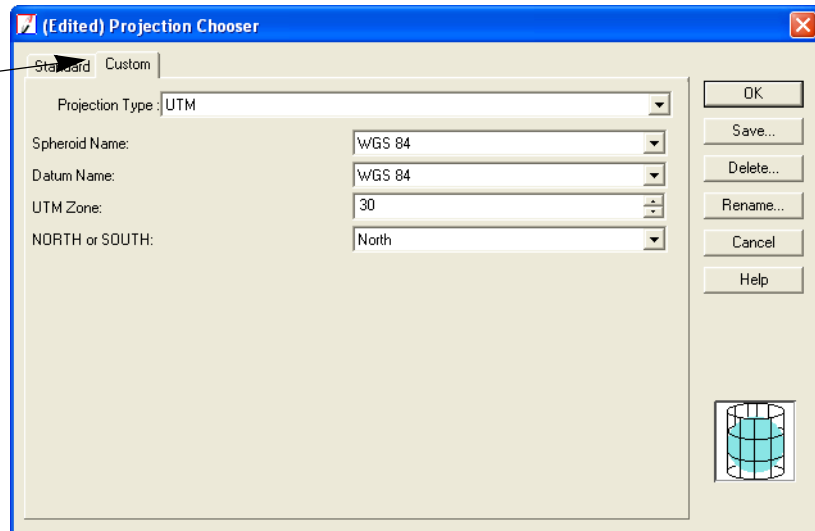 (Edited) Projection Chooser
Standard Custom
Projection Type : UTM
Spheroid Name: WGS 84
Datum Name: WGS 84
UTM Zone: 30
NORTH or SOUTH: North
OK
Save...
Delete...
Rename...
Cancel
Help